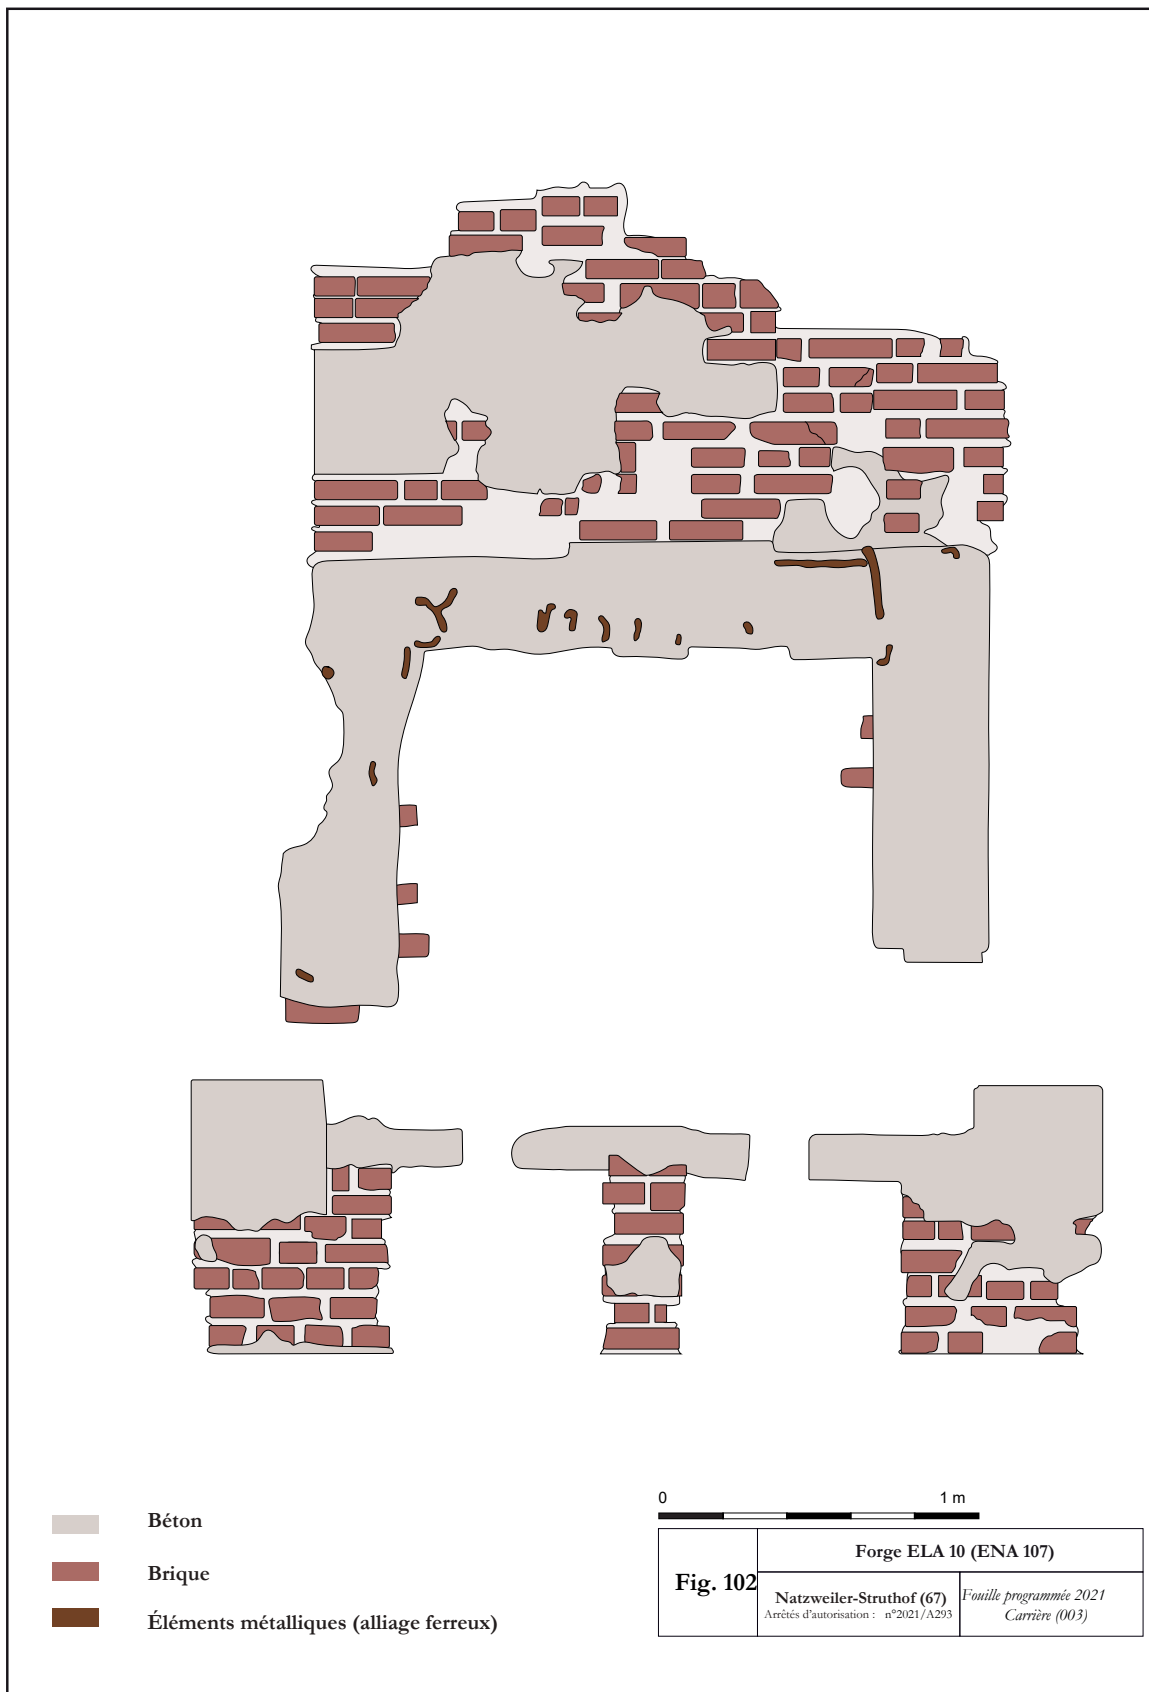 Béton
Brique
Éléments métalliques (alliage ferreux)
0 1 m
Fig. 102
Forge ELA 10 (ENA 107)
Natzweiler-Struthof (67)
Arrêtés d'autorisation : n°2021/A293
Fouille programmée 2021
Carrière (003)